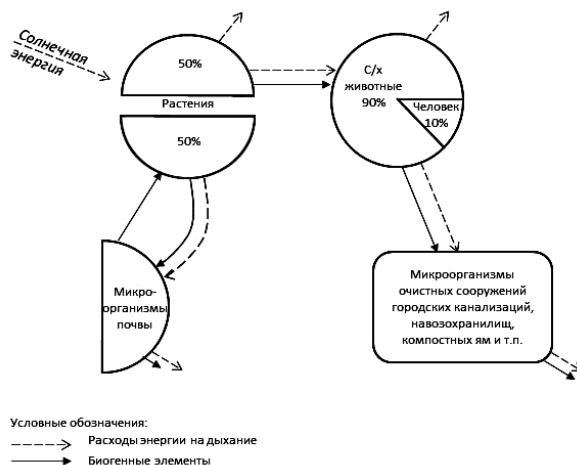 Солнечная
энергия
50%
Растения
50%
С/х
животные
90%
Человек
10%
Микро-
организмы
почвы
Микроорганизмы
очистных сооружений
городских канализаций,
навозохранилищ,
компостных ям и т.п.
Условные обозначения:
Расходы энергии на дыхание
Биогенные элементы